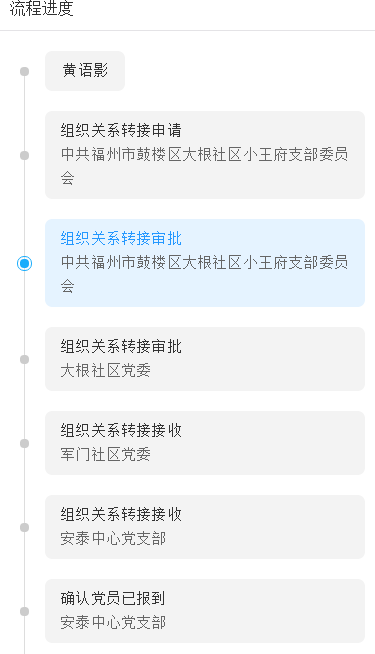 流程进度
黄语影
组织关系转接申请
中共福州市鼓楼区大根社区小王府支部委员
会
组织关系转接审批
中共福州市鼓楼区大根社区小王府支部委员
会
组织关系转接审批
大根社区党委
组织关系转接接收
军门社区党委
组织关系转接接收
安泰中心党支部
确认党员已报到
安泰中心党支部